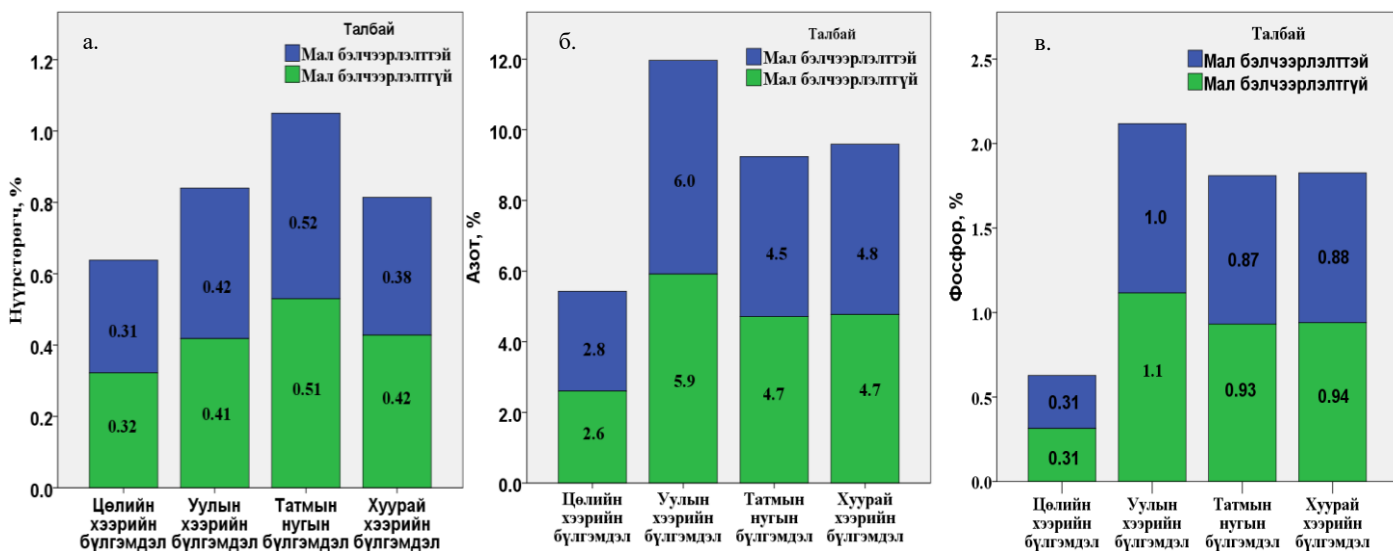 а.
Талбай
Мал бэлчээрлэлттэй
Мал бэлчээрлэлтгүй
Нүүрстөрөгч, %
1.2
1.0
0.8
0.6
0.4
0.2
0.0
0.31
0.42
0.52
0.38
0.32
0.41
0.51
0.42
Цөлийн хээрийн бүлгэмдэл
Уулын хээрийн бүлгэмдэл
Татмын нугын бүлгэмдэл
Хуурай хээрийн бүлгэмдэл
б.
Талбай
Мал бэлчээрлэлттэй
Мал бэлчээрлэлтгүй
Азот, %
12.0
10.0
8.0
6.0
4.0
2.0
0.0
2.8
6.0
4.5
4.8
2.6
5.9
4.7
4.7
Цөлийн хээрийн бүлгэмдэл
Уулын хээрийн бүлгэмдэл
Татмын нугын бүлгэмдэл
Хуурай хээрийн бүлгэмдэл
в.
Талбай
Мал бэлчээрлэлттэй
Мал бэлчээрлэлтгүй
Фосфор, %
2.5
2.0
1.5
1.0
0.5
0.0
0.31
1.0
0.87
0.88
0.31
1.1
0.93
0.94
Цөлийн хээрийн бүлгэмдэл
Уулын хээрийн бүлгэмдэл
Татмын нугын бүлгэмдэл
Хуурай хээрийн бүлгэмдэл